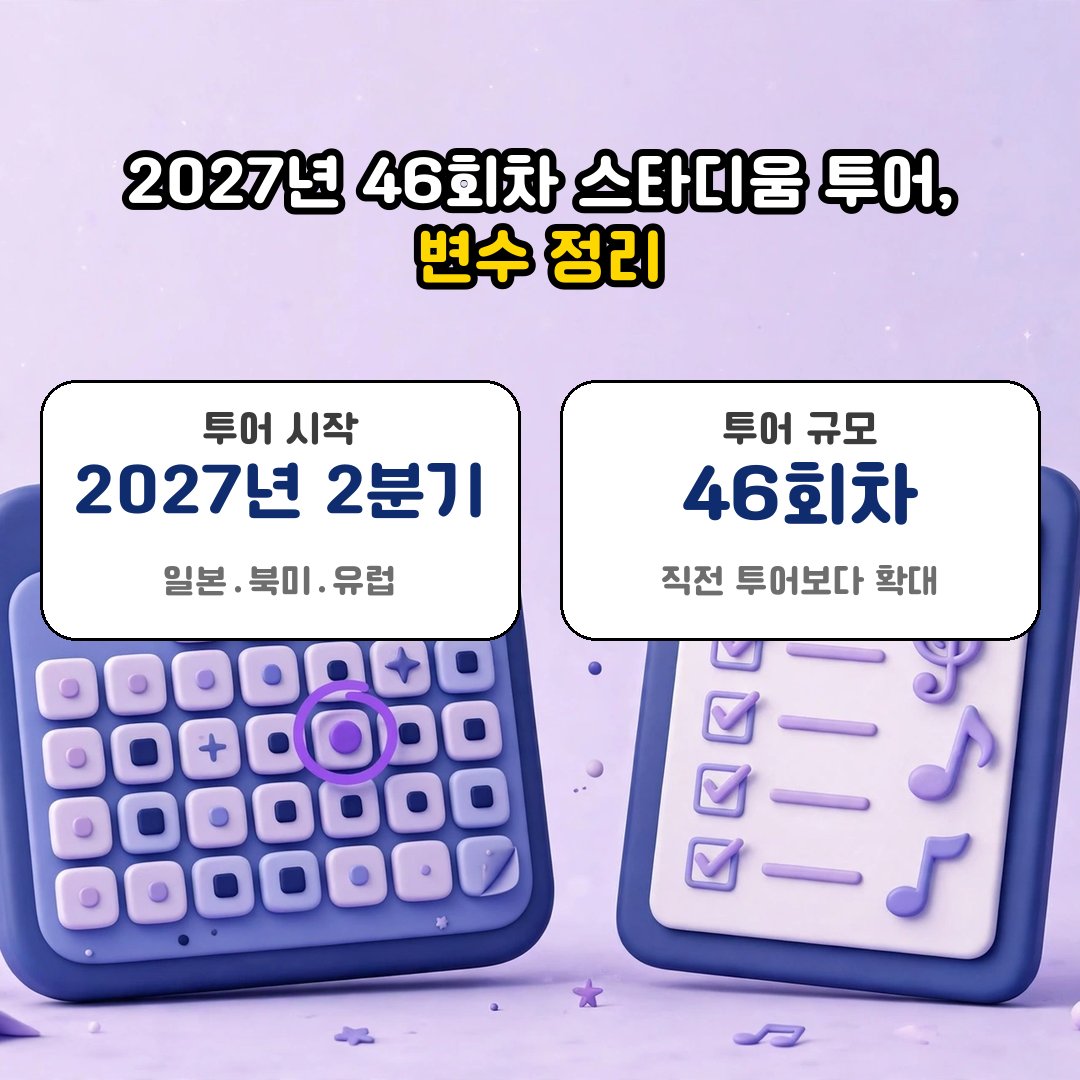 2027년 46회차 스타디움 투어,
변수 정리
투어 시작
2027년 2분기
일본.북미.유럽
투어 규모
46회차
직전 투어보다 확대